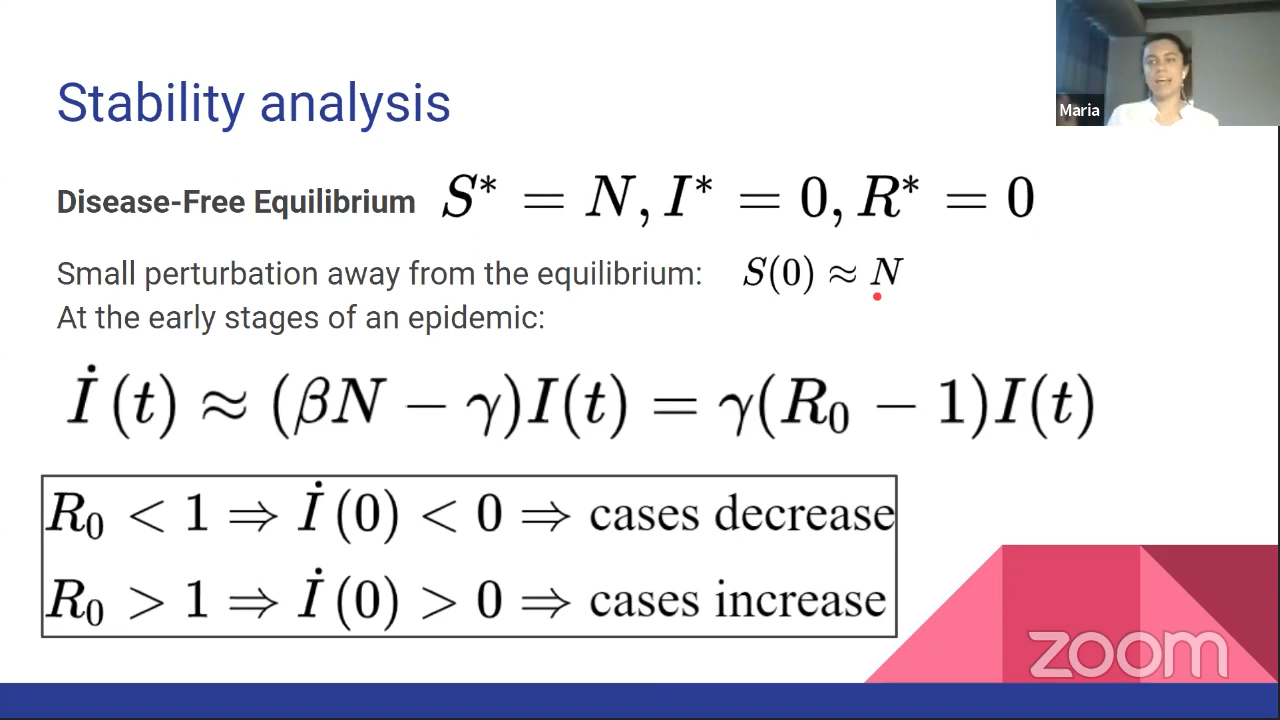 Stability analysis
Maria
Disease-Free Equilibrium S* = N, I* = 0, R* = 0
Small perturbation away from the equilibrium: S(0) ≈ N
At the early stages of an epidemic:
İ(t) ≈ (βN − γ)I(t) = γ(R₀ − 1)I(t)
R₀ < 1 ⇒ İ(0) < 0 ⇒ cases decrease
R₀ > 1 ⇒ İ(0) > 0 ⇒ cases increase
zoom